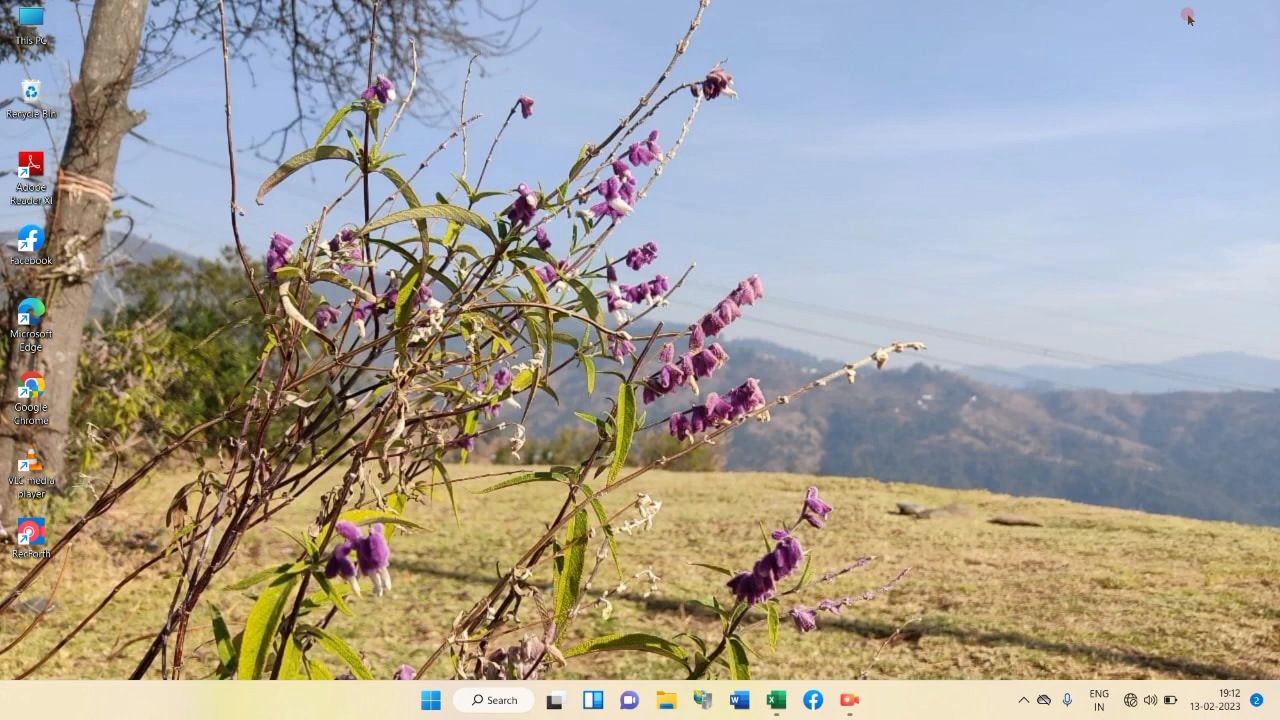 This PC
Recycle Bin
Adobe
Reader XI
Facebook
Microsoft
Edge
Google
Chrome
VLC media
player
RecForth
Search
ENG
IN
19:12
13-02-2023
2